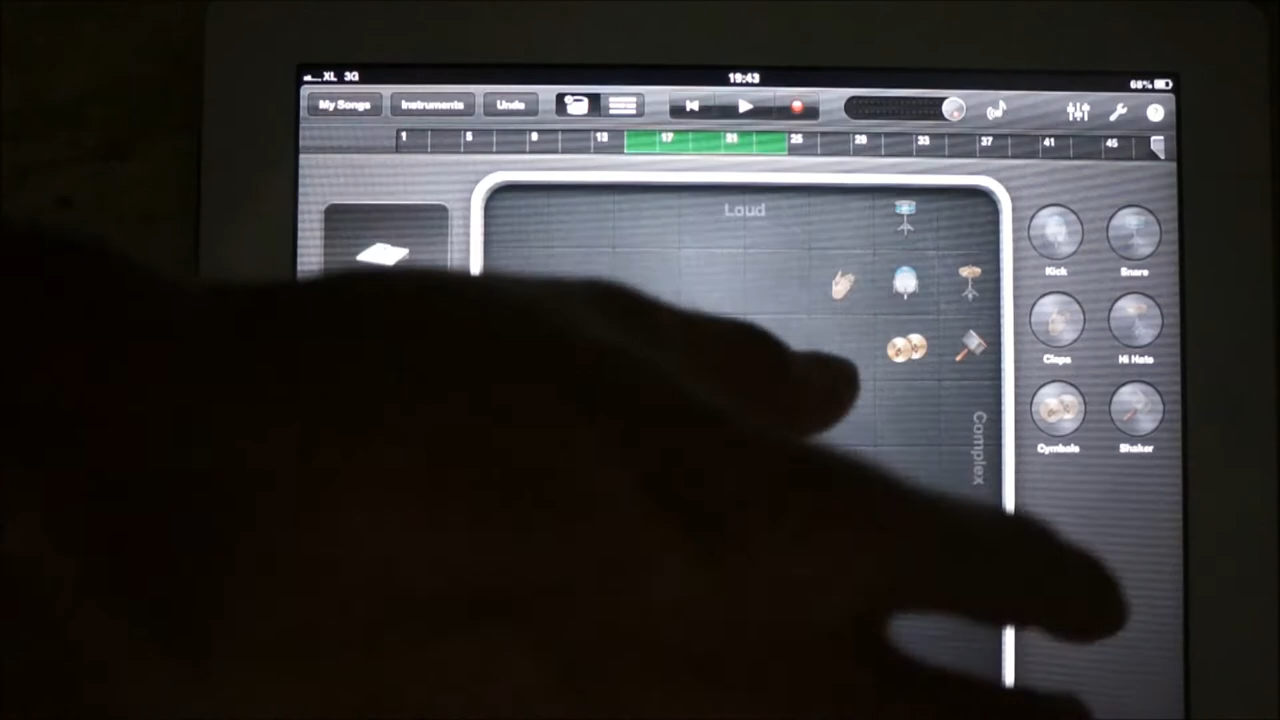 XL 3G 19:43 68%
My Songs Instruments Undo
1 5 9 13 17 21 25 29 33 37 41 45
Loud
Kick Snare
Claps Hi Hats
Complex
Cymbals Shaker